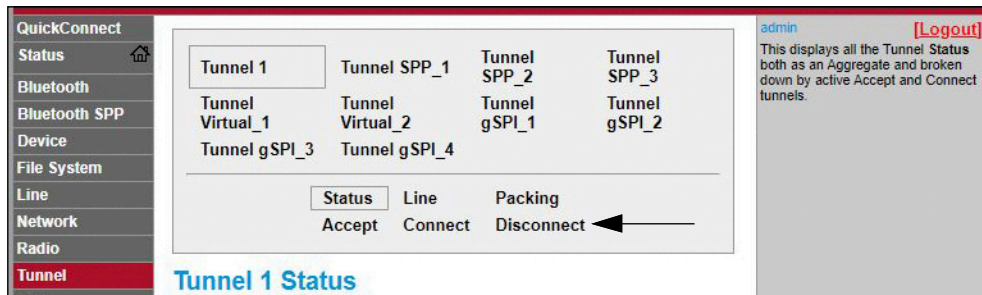 QuickConnect
Status
Bluetooth
Bluetooth SPP
Device
File System
Line
Network
Radio
Tunnel
Tunnel 1
Tunnel SPP_1
Tunnel
SPP_2
Tunnel
SPP_3
Tunnel
Virtual_1
Tunnel
Virtual_2
Tunnel
gSPI_1
Tunnel
gSPI_2
Tunnel gSPI_3
Tunnel gSPI_4
Status
Line
Packing
Accept
Connect
Disconnect
Tunnel 1 Status
admin
[Logout]
This displays all the Tunnel Status
both as an Aggregate and broken
down by active Accept and Connect
tunnels.